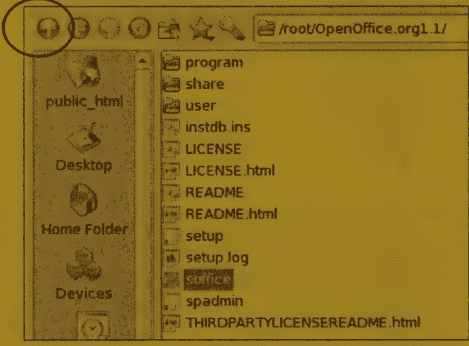 /root/OpenOffice.org1.1/
public_html
Desktop
Home Folder
Devices
program
share
user
instdb.ins
LICENSE
LICENSE.html
README
README.html
setup
setup.log
soffice
spadmin
THIRDPARTYLICENSEREADME.html